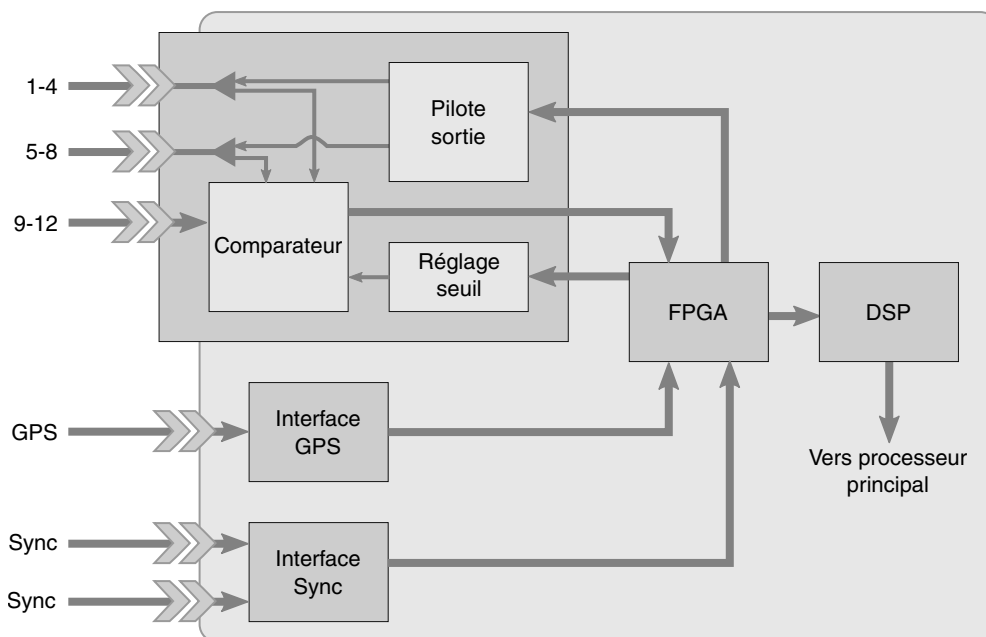 1-4
Pilote
sortie
5-8
9-12
Comparateur
Réglage
seuil
FPGA
DSP
GPS
Interface
GPS
Vers processeur
principal
Sync
Interface
Sync
Sync